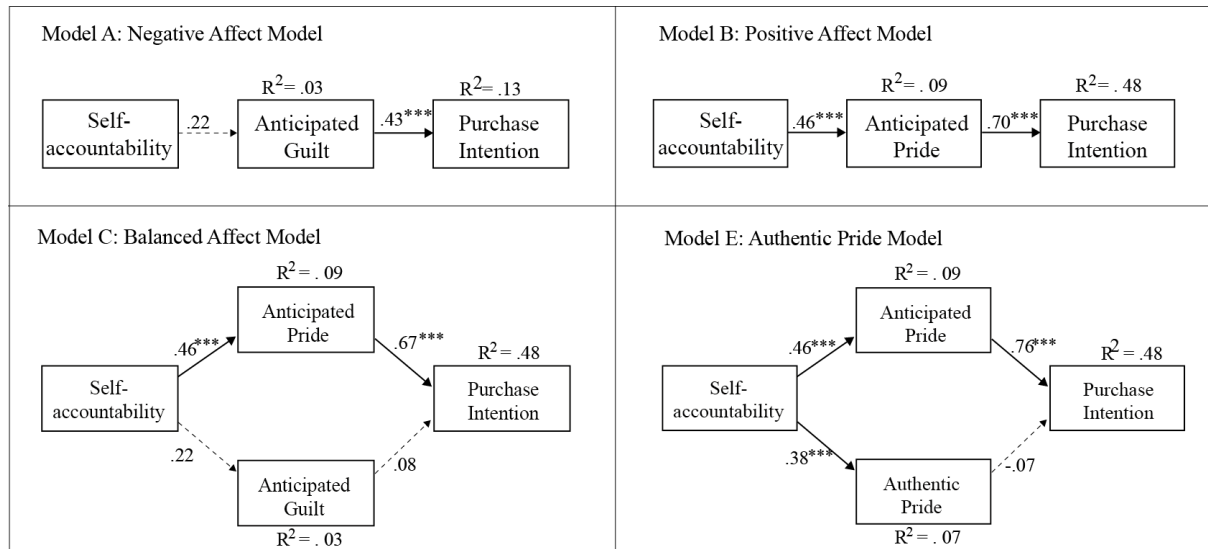 Model A: Negative Affect Model
R2 = .03
R2 = .13
Self-
accountability
.22
Anticipated
Guilt
.43***
Purchase
Intention
Model B: Positive Affect Model
R2 = . 09
R2 = . 48
Self-
accountability
.46***
Anticipated
Pride
.70***
Purchase
Intention
Model C: Balanced Affect Model
R2 = . 09
Anticipated
Pride
.46***
.67***
R2 = .48
Self-
accountability
Purchase
Intention
.22
.08
Anticipated
Guilt
R2 = . 03
Model E: Authentic Pride Model
R2 = . 09
Anticipated
Pride
.46***
.76***
R2 = .48
Self-
accountability
Purchase
Intention
.38***
-.07
Authentic
Pride
R2 = . 07